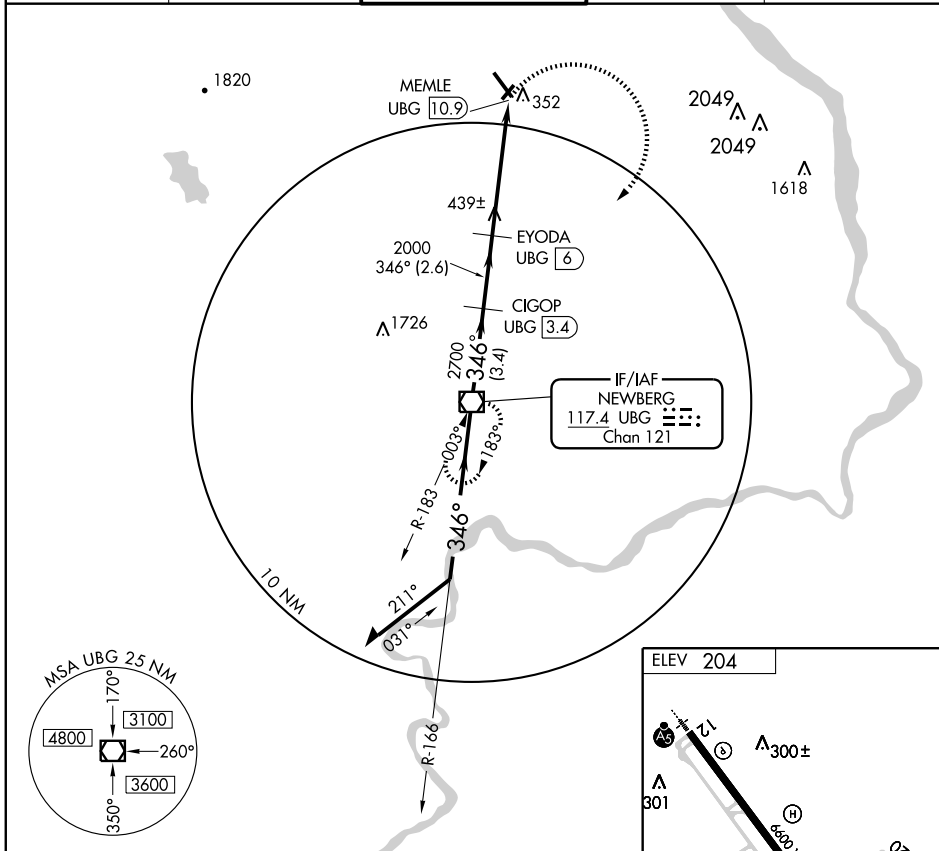 1820
MEMLE
UBG 10.9
352
2049
2049
1618
439±
EYODA
UBG 6
2000
346° (2.6)
CIGOP
UBG 3.4
1726
2700
346°
(3.4)
IF/IAF
NEWBERG
117.4 UBG
Chan 121
003°
183°
R-183
346°
10 NM
211°
031°
R-166
MSA UBG 25 NM
170°
3100
4800
260°
3600
350°
ELEV 204
12
A5
P
300±
301
H
6600